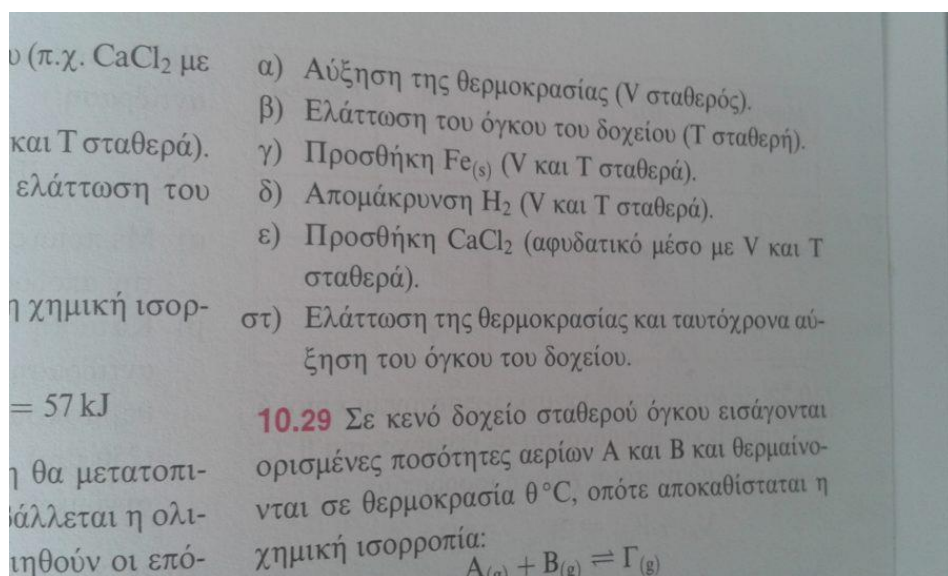 υ (π.χ. CaCl₂ με
και Τ σταθερά).
ελάττωση του
η χημική ισορ-
= 57 kJ
η θα μετατοπι-
βάλλεται η ολι-
ιηθούν οι επό-
α) Αύξηση της θερμοκρασίας (V σταθερός).
β) Ελάττωση του όγκου του δοχείου (Τ σταθερή).
γ) Προσθήκη Fe₍ₛ₎ (V και Τ σταθερά).
δ) Απομάκρυνση H₂ (V και Τ σταθερά).
ε) Προσθήκη CaCl₂ (αφυδατικό μέσο με V και Τ
σταθερά).
στ) Ελάττωση της θερμοκρασίας και ταυτόχρονα αύ-
ξηση του όγκου του δοχείου.
10.29 Σε κενό δοχείο σταθερού όγκου εισάγονται
ορισμένες ποσότητες αερίων Α και Β και θερμαίνο-
νται σε θερμοκρασία θ °C, οπότε αποκαθίσταται η
χημική ισορροπία:
A(g) + B(g) ⇌ Γ(g)